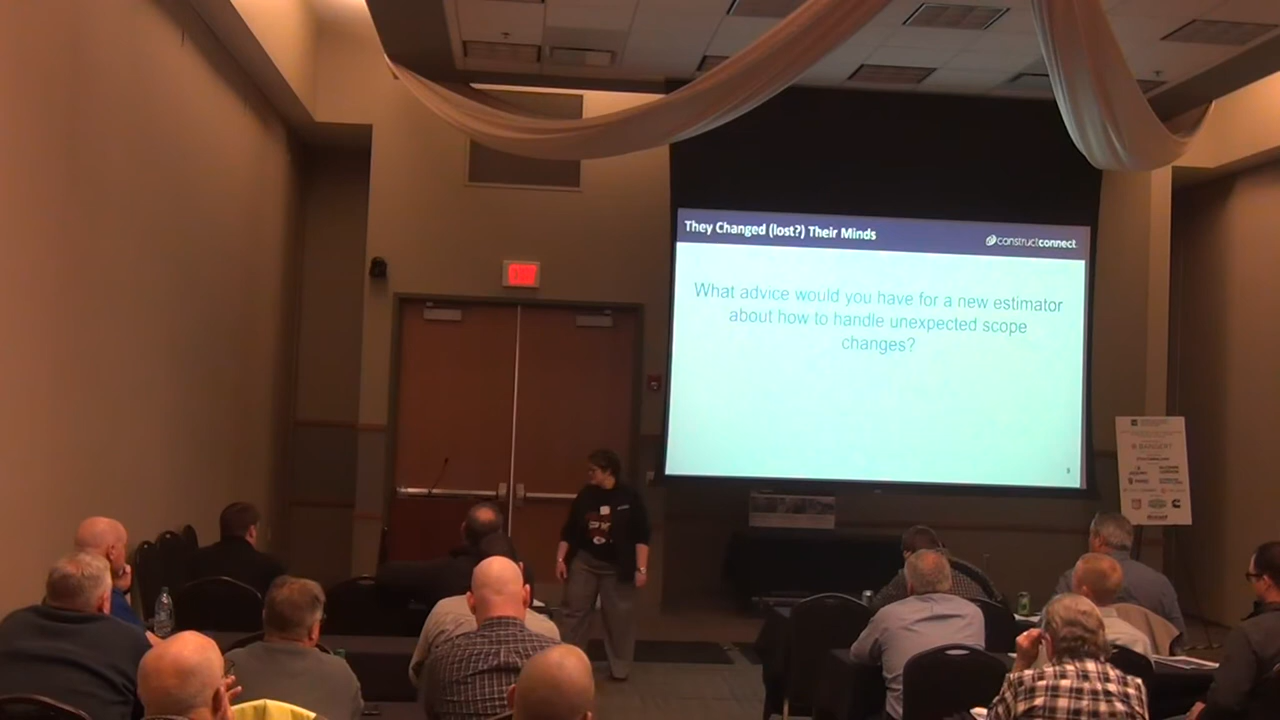 They Changed (lost?) Their Minds
constructconnect
What advice would you have for a new estimator
about how to handle unexpected scope
changes?
BANGERT